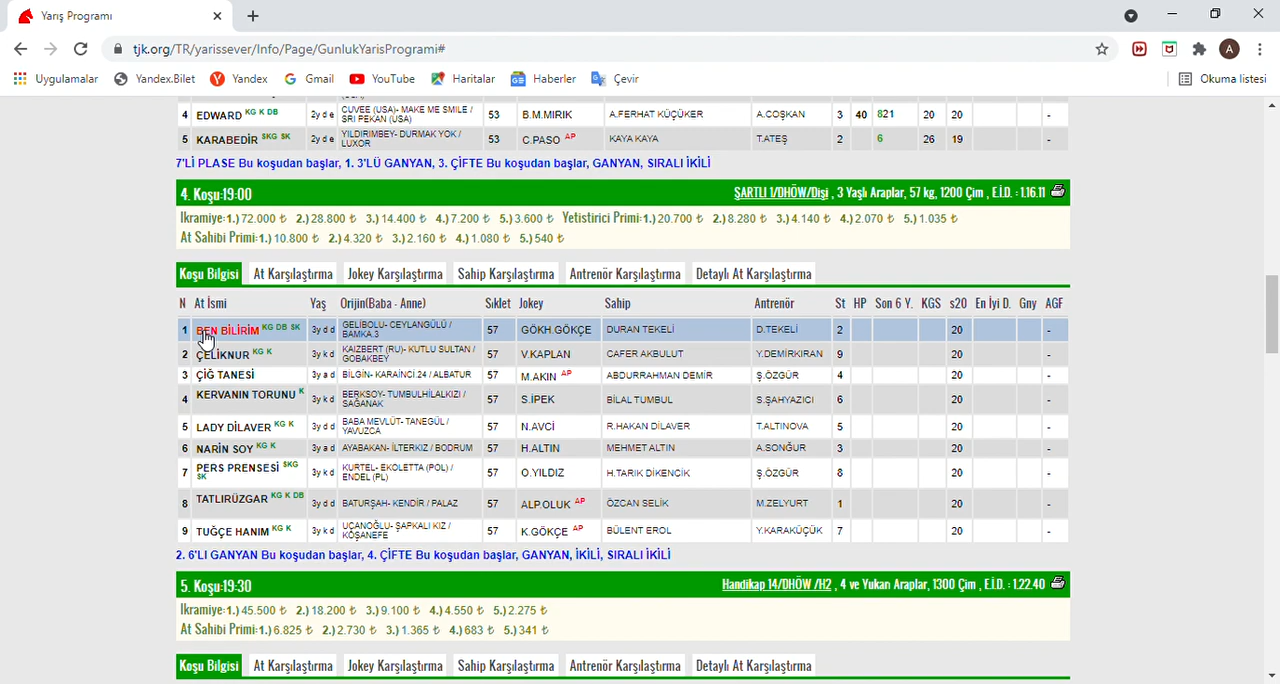 Yarış Programı
tjk.org/TR/yarissever/Info/Page/GunlukYarisProgrami# A
Uygulamalar Yandex.Bilet Yandex Gmail YouTube Haritalar Haberler Çevir Okuma listesi
4 EDWARD KG K DB 2y d e CUVEE (USA)- MAKE ME SMILE / SRI PEKAN (USA) 53 B.M.MIRIK A.FERHAT KÜÇÜKER A.COŞKAN 3 40 821 20 20 -
5 KARABEDİR SKG SK 2y d e YILDIRIMBEY- DURMAK YOK / LUXOR 53 C.PASO AP KAYA KAYA T.ATEŞ 2 6 26 19 -
7'Lİ PLASE Bu koşudan başlar, 1. 3'LÜ GANYAN, 3. ÇİFTE Bu koşudan başlar, GANYAN, SIRALI İKİLİ
4. Koşu:19:00 ŞARTLI 1/DHÖW/Dişi , 3 Yaşlı Araplar, 57 kg, 1200 Çim , E.İ.D. : 1.16.11
İkramiye:1.) 72.000 ₺ 2.) 28.800 ₺ 3.) 14.400 ₺ 4.) 7.200 ₺ 5.) 3.600 ₺ Yetistirici Primi:1.) 20.700 ₺ 2.) 8.280 ₺ 3.) 4.140 ₺ 4.) 2.070 ₺ 5.) 1.035 ₺
At Sahibi Primi:1.) 10.800 ₺ 2.) 4.320 ₺ 3.) 2.160 ₺ 4.) 1.080 ₺ 5.) 540 ₺
Koşu Bilgisi At Karşılaştırma Jokey Karşılaştırma Sahip Karşılaştırma Antrenör Karşılaştırma Detaylı At Karşılaştırma
N At İsmi Yaş Orijin(Baba - Anne) Sıklet Jokey Sahip Antrenör St HP Son 6 Y. KGS s20 En İyi D. Gny AGF
1 BEN BİLİRİM KG DB SK 3y d d GELİBOLU- CEYLANGÜLÜ / BAMKA.3 57 GÖKH.GÖKÇE DURAN TEKELİ D.TEKELİ 2 20 -
2 ÇELİKNUR KG K 3y k d KAIZBERT (RU)- KUTLU SULTAN / GOBAKBEY 57 V.KAPLAN CAFER AKBULUT Y.DEMİRKIRAN 9 20 -
3 ÇİĞ TANESİ 3y a d BİLGİN- KARAİNCİ 24 / ALBATUR 57 M.AKIN AP ABDURRAHMAN DEMİR Ş.ÖZGÜR 4 20 -
4 KERVANIN TORUNU K 3y k d BERKSOY- TUMBULHİLALKIZI / SAĞANAK 57 S.İPEK BİLAL TUMBUL S.ŞAHYAZICI 6 20 -
5 LADY DİLAVER KG K 3y d d BABA MEVLÜT- TANEGÜL / YAVUZCA 57 N.AVCİ R.HAKAN DİLAVER T.ALTINOVA 5 20 -
6 NARİN SOY KG K 3y a d AYABAKAN- İLTERKIZ / BODRUM 57 H.ALTIN MEHMET ALTIN A.SONĞUR 3 20 -
7 PERS PRENSESİ SKG SK 3y k d KURTEL- EKOLETTA (POL) / ENDEL (PL) 57 O.YILDIZ H.TARIK DİKENCİK Ş.ÖZGÜR 8 20 -
8 TATLIRÜZGAR KG K DB 3y d d BATURŞAH- KENDİR / PALAZ 57 ALP.OLUK AP ÖZCAN SELİK M.ZELYURT 1 20 -
9 TUĞÇE HANIM KG K 3y k d UÇANOĞLU- ŞAPKALI KIZ / KÖŞANEFE 57 K.GÖKÇE AP BÜLENT EROL Y.KARAKÜÇÜK 7 20 -
2. 6'LI GANYAN Bu koşudan başlar, 4. ÇİFTE Bu koşudan başlar, GANYAN, İKİLİ, SIRALI İKİLİ
5. Koşu:19:30 Handikap 14/DHÖW /H2 , 4 ve Yukarı Araplar, 1300 Çim , E.İ.D. : 1.22.40
İkramiye:1.) 45.500 ₺ 2.) 18.200 ₺ 3.) 9.100 ₺ 4.) 4.550 ₺ 5.) 2.275 ₺
At Sahibi Primi:1.) 6.825 ₺ 2.) 2.730 ₺ 3.) 1.365 ₺ 4.) 683 ₺ 5.) 341 ₺
Koşu Bilgisi At Karşılaştırma Jokey Karşılaştırma Sahip Karşılaştırma Antrenör Karşılaştırma Detaylı At Karşılaştırma